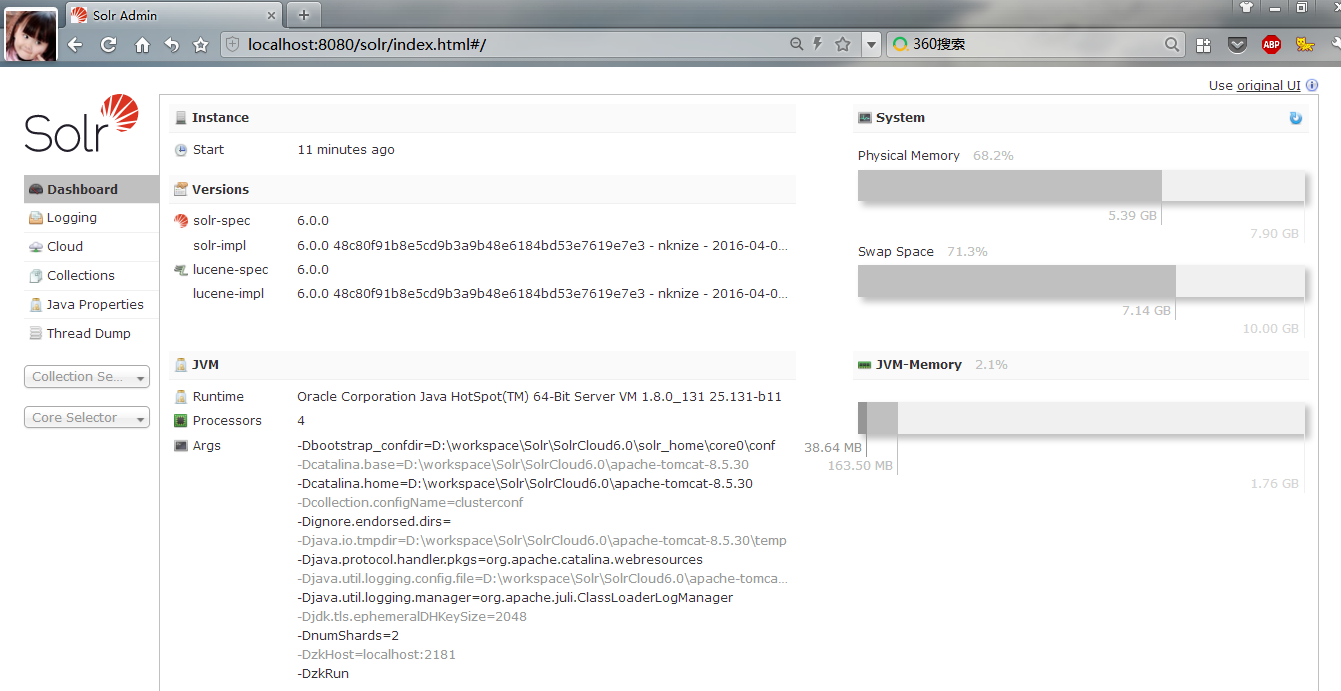 Solr Admin
localhost:8080/solr/index.html#/
360搜索
ABP
Use original UI
Solr
Dashboard
Logging
Cloud
Collections
Java Properties
Thread Dump
Collection Se...
Core Selector
Instance
Start 11 minutes ago
Versions
solr-spec 6.0.0
solr-impl 6.0.0 48c80f91b8e5cd9b3a9b48e6184bd53e7619e7e3 - nknize - 2016-04-0...
lucene-spec 6.0.0
lucene-impl 6.0.0 48c80f91b8e5cd9b3a9b48e6184bd53e7619e7e3 - nknize - 2016-04-0...
JVM
Runtime Oracle Corporation Java HotSpot(TM) 64-Bit Server VM 1.8.0_131 25.131-b11
Processors 4
Args -Dbootstrap_confdir=D:\workspace\Solr\SolrCloud6.0\solr_home\core0\conf
-Dcatalina.base=D:\workspace\Solr\SolrCloud6.0\apache-tomcat-8.5.30
-Dcatalina.home=D:\workspace\Solr\SolrCloud6.0\apache-tomcat-8.5.30
-Dcollection.configName=clusterconf
-Dignore.endorsed.dirs=
-Djava.io.tmpdir=D:\workspace\Solr\SolrCloud6.0\apache-tomcat-8.5.30\temp
-Djava.protocol.handler.pkgs=org.apache.catalina.webresources
-Djava.util.logging.config.file=D:\workspace\Solr\SolrCloud6.0\apache-tomca...
-Djava.util.logging.manager=org.apache.juli.ClassLoaderLogManager
-Djdk.tls.ephemeralDHKeySize=2048
-DnumShards=2
-DzkHost=localhost:2181
-DzkRun
System
Physical Memory 68.2%
5.39 GB
7.90 GB
Swap Space 71.3%
7.14 GB
10.00 GB
JVM-Memory 2.1%
38.64 MB
163.50 MB
1.76 GB